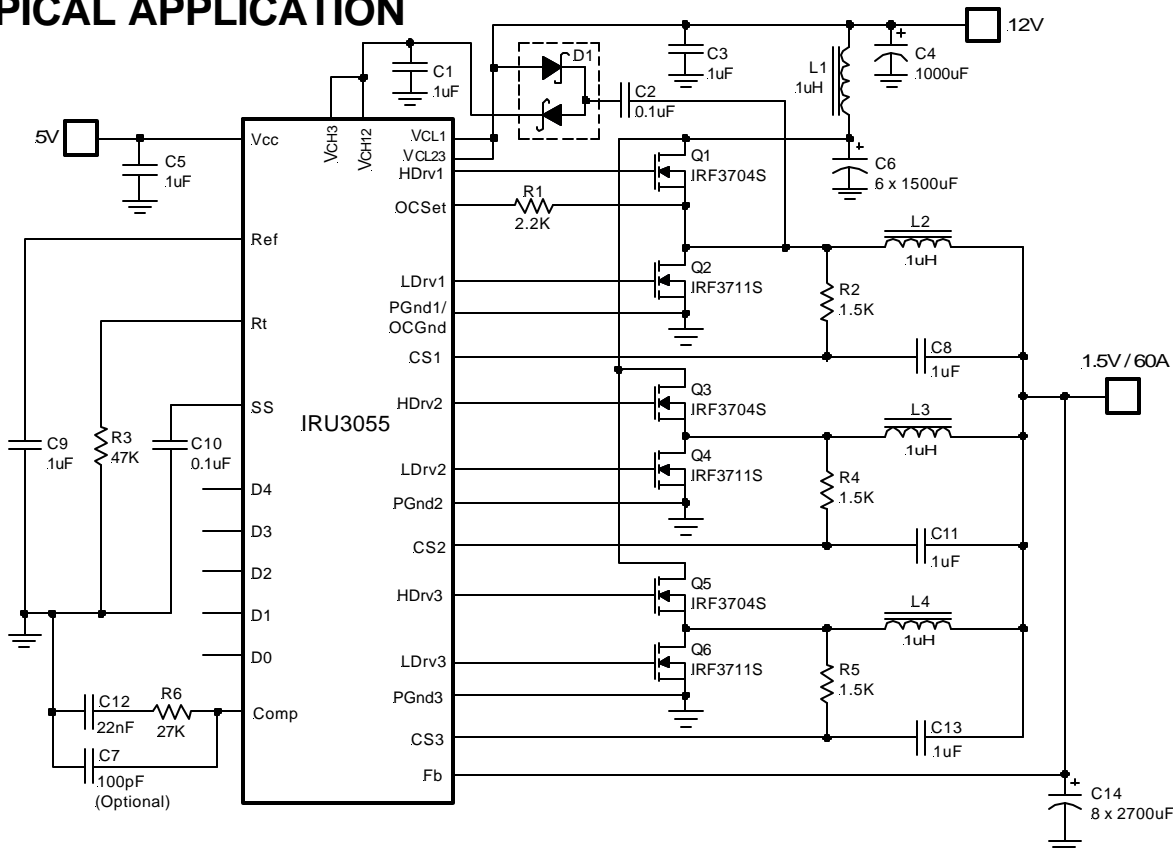 PICAL APPLICATION
12V
D1
C3
1uF
L1
1uH
C4
1000uF
C1
1uF
C2
0.1uF
5V
Vcc
VCH3
VCH12
VCL1
VCL23
HDrv1
Q1
IRF3704S
C6
6 x 1500uF
C5
1uF
OCSet
R1
2.2K
Ref
L2
1uH
LDrv1
Q2
IRF3711S
R2
1.5K
PGnd1/
OCGnd
Rt
CS1
C8
1uF
1.5V / 60A
HDrv2
Q3
IRF3704S
SS
IRU3055
L3
1uH
C9
1uF
R3
47K
C10
0.1uF
LDrv2
Q4
IRF3711S
R4
1.5K
D4
PGnd2
D3
CS2
C11
1uF
D2
HDrv3
Q5
IRF3704S
D1
L4
1uH
D0
LDrv3
Q6
IRF3711S
R5
1.5K
PGnd3
C12
22nF
R6
27K
Comp
CS3
C13
1uF
C7
100pF
(Optional)
Fb
C14
8 x 2700uF